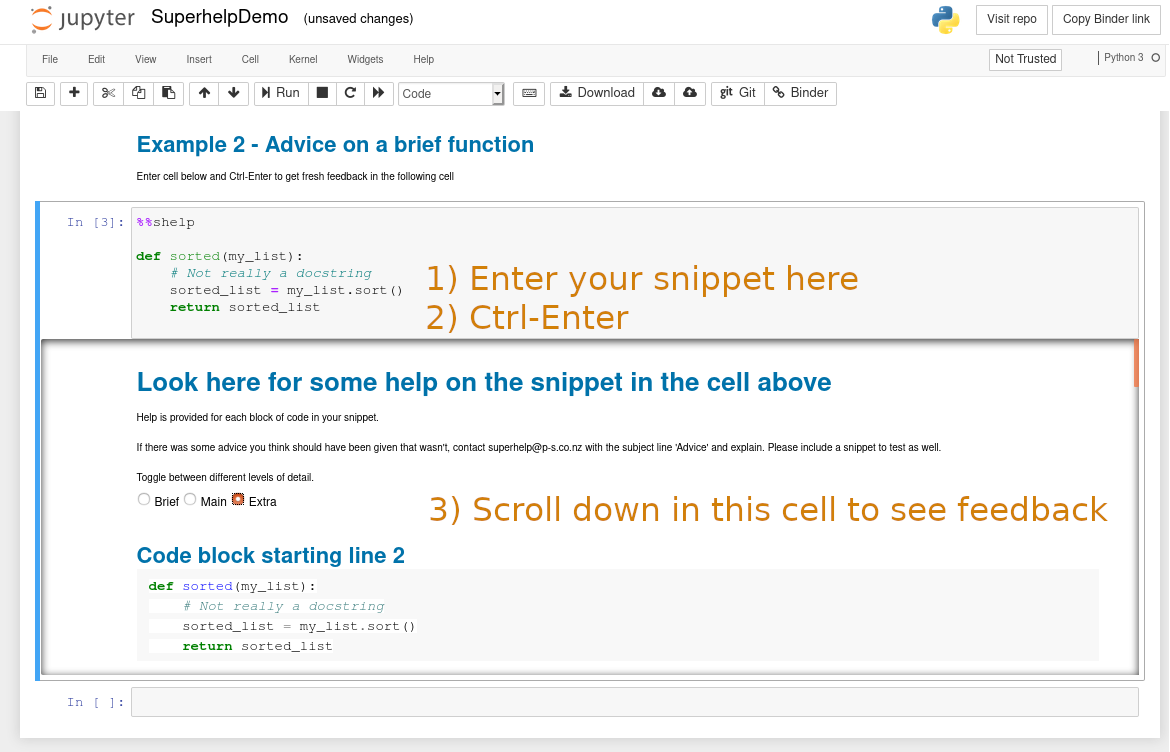 jupyter SuperhelpDemo (unsaved changes) Visit repo Copy Binder link
File Edit View Insert Cell Kernel Widgets Help Not Trusted Python 3
Run Code Download git Git Binder
Example 2 - Advice on a brief function
Enter cell below and Ctrl-Enter to get fresh feedback in the following cell
In [3]: %%shelp
def sorted(my_list):
# Not really a docstring
sorted_list = my_list.sort()
return sorted_list
1) Enter your snippet here
2) Ctrl-Enter
Look here for some help on the snippet in the cell above
Help is provided for each block of code in your snippet.
If there was some advice you think should have been given that wasn't, contact superhelp@p-s.co.nz with the subject line 'Advice' and explain. Please include a snippet to test as well.
Toggle between different levels of detail.
Brief Main Extra
3) Scroll down in this cell to see feedback
Code block starting line 2
def sorted(my_list):
# Not really a docstring
sorted_list = my_list.sort()
return sorted_list
In [ ]: